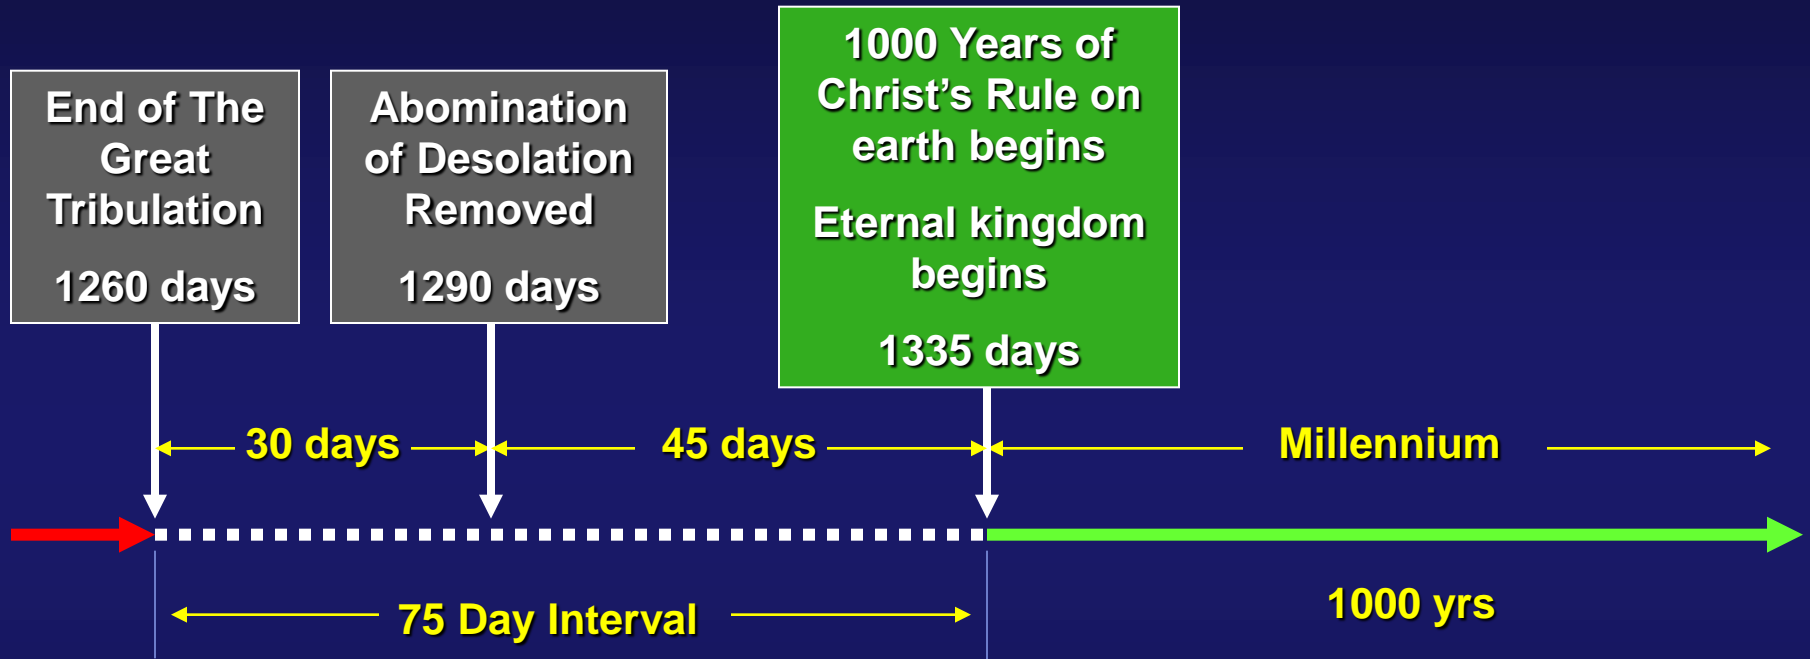 End of The
Great
Tribulation
1260 days
Abomination
of Desolation
Removed
1290 days
1000 Years of
Christ’s Rule on
earth begins
Eternal kingdom
begins
1335 days
30 days
45 days
Millennium
75 Day Interval
1000 yrs